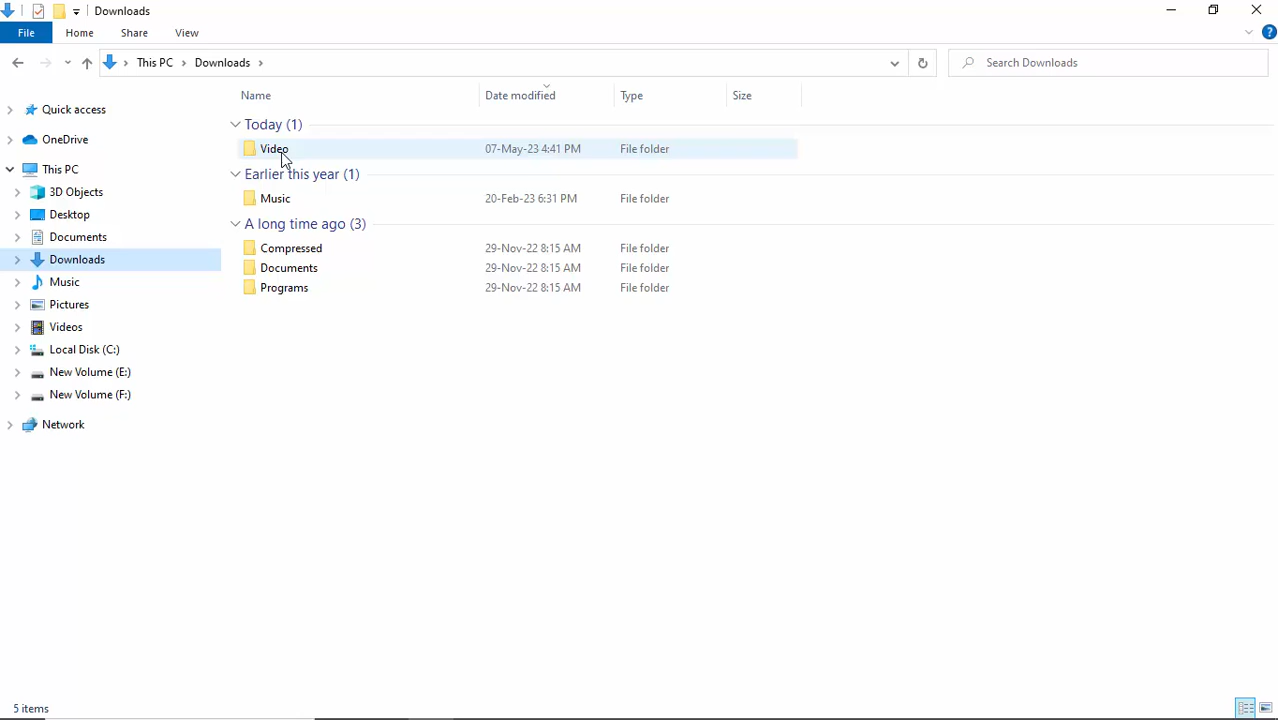 Downloads
File Home Share View
This PC Downloads
Search Downloads
Name Date modified Type Size
Quick access
OneDrive
This PC
3D Objects
Desktop
Documents
Downloads
Music
Pictures
Videos
Local Disk (C:)
New Volume (E:)
New Volume (F:)
Network
Today (1)
Video 07-May-23 4:41 PM File folder
Earlier this year (1)
Music 20-Feb-23 6:31 PM File folder
A long time ago (3)
Compressed 29-Nov-22 8:15 AM File folder
Documents 29-Nov-22 8:15 AM File folder
Programs 29-Nov-22 8:15 AM File folder
5 items